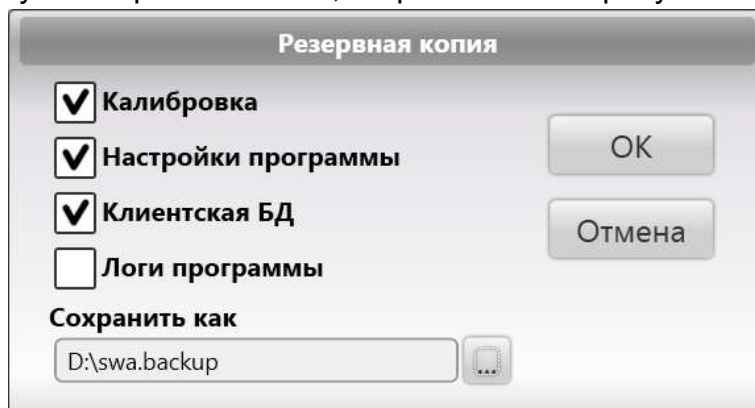 Резервная копия
Калибровка
Настройки программы
Клиентская БД
Логи программы
OK
Отмена
Сохранить как
D:\swa.backup
...